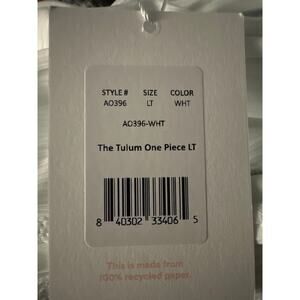 STYLE # SIZE COLOR
AO396 LT WHT
AO396-WHT
The Tulum One Piece LT
8 40302 33406 5
This is made from
100% recycled paper.